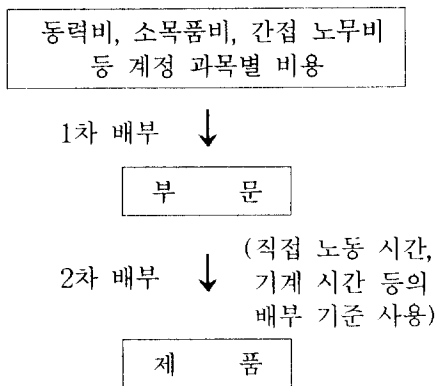 동력비, 소목품비, 간접 노무비
등 계정 과목별 비용
1차 배부
부 문
2차 배부
(직접 노동 시간,
기계 시간 등의
배부 기준 사용)
제 품